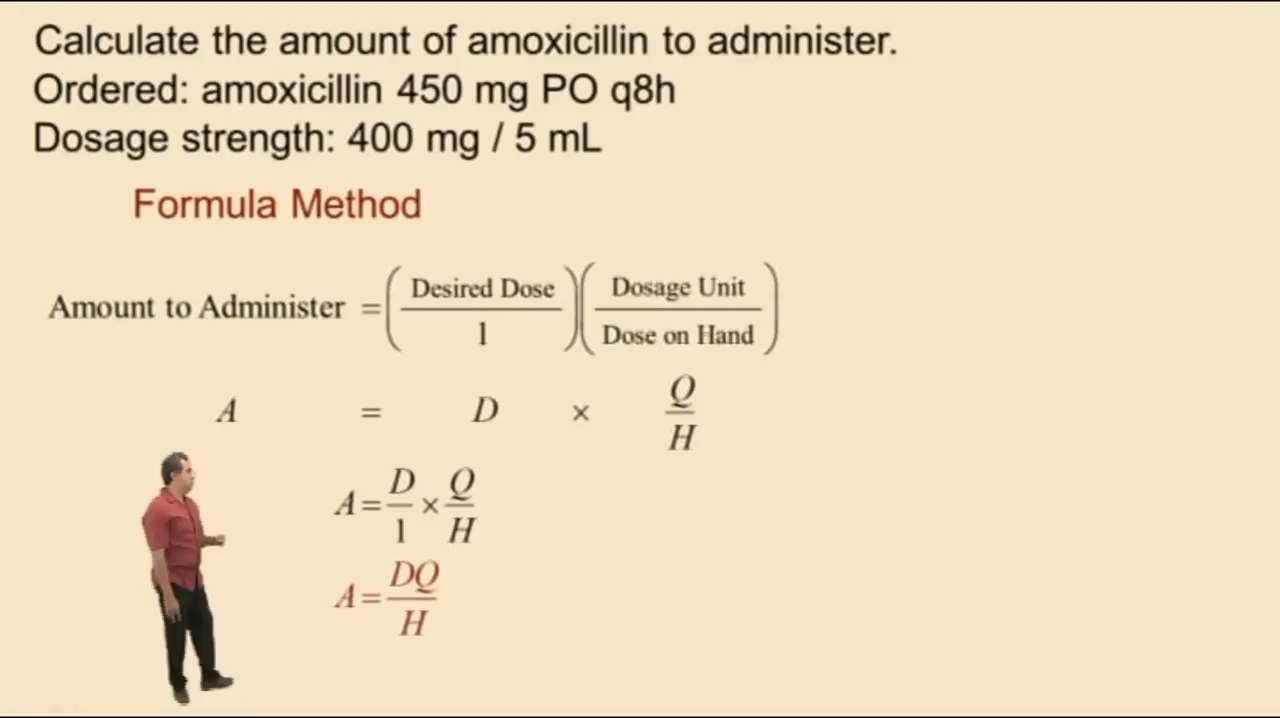 Calculate the amount of amoxicillin to administer.
Ordered: amoxicillin 450 mg PO q8h
Dosage strength: 400 mg / 5 mL
Formula Method
Amount to Administer = (Desired Dose / 1)(Dosage Unit / Dose on Hand)
A = D × Q / H
A = D / 1 × Q / H
A = DQ / H